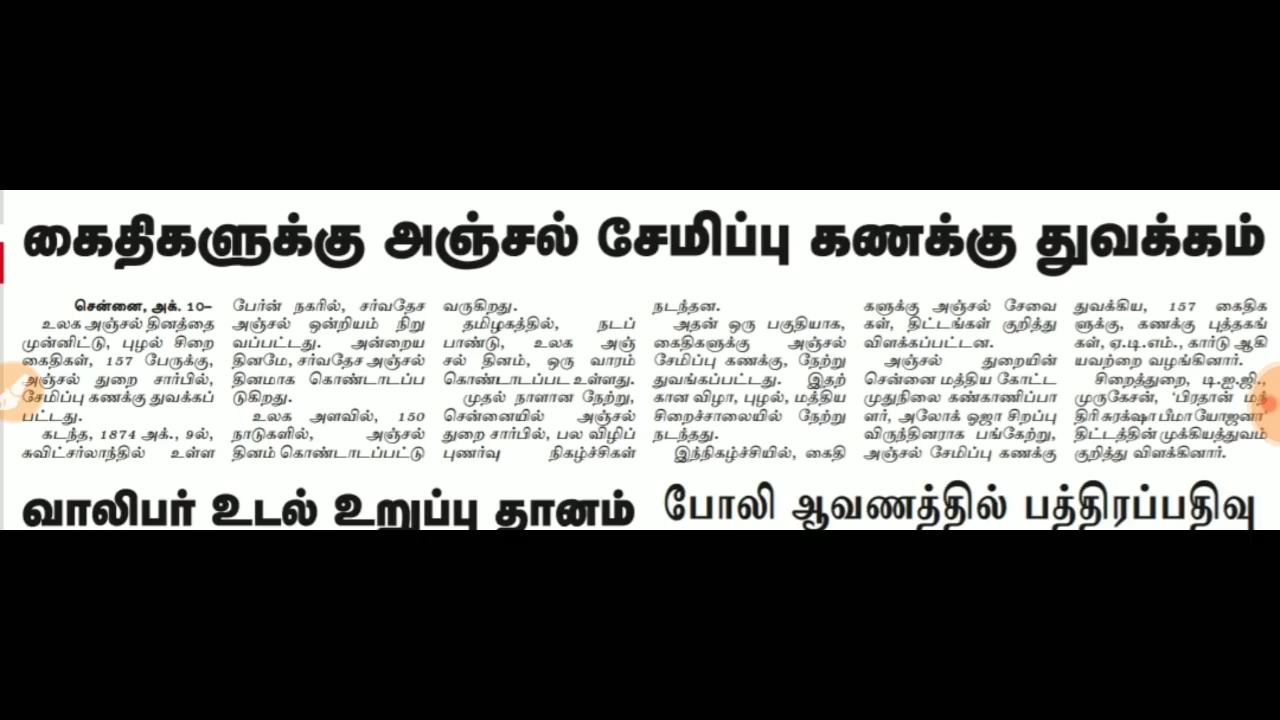 கைதிகளுக்கு அஞ்சல் சேமிப்பு கணக்கு துவக்கம்
சென்னை, அக். 10–
உலக அஞ்சல் தினத்தை
முன்னிட்டு, புழல் சிறை
கைதிகள், 157 பேருக்கு,
அஞ்சல் துறை சார்பில்,
சேமிப்பு கணக்கு துவக்கப்
பட்டது.
கடந்த, 1874 அக்., 9ல்,
சுவிட்சர்லாந்தில் உள்ள
பேர்ன் நகரில், சர்வதேச
அஞ்சல் ஒன்றியம் நிறு
வப்பட்டது. அன்றைய
தினமே, சர்வதேச அஞ்சல்
தினமாக கொண்டாடப்ப
டுகிறது.
உலக அளவில், 150
நாடுகளில், அஞ்சல்
தினம் கொண்டாடப்பட்டு
வருகிறது.
தமிழகத்தில், நடப்
பாண்டு, உலக அஞ்
சல் தினம், ஒரு வாரம்
கொண்டாடப்பட உள்ளது.
முதல் நாளான நேற்று,
சென்னையில் அஞ்சல்
துறை சார்பில், பல விழிப்
புணர்வு நிகழ்ச்சிகள்
நடந்தன.
அதன் ஒரு பகுதியாக,
கைதிகளுக்கு அஞ்சல்
சேமிப்பு கணக்கு, நேற்று
துவங்கப்பட்டது. இதற்
கான விழா, புழல், மத்திய
சிறைச்சாலையில் நேற்று
நடந்தது.
இந்நிகழ்ச்சியில், கைதி
களுக்கு அஞ்சல் சேவை
கள், திட்டங்கள் குறித்து
விளக்கப்பட்டன.
அஞ்சல் துறையின்
சென்னை மத்திய கோட்ட
முதுநிலை கண்காணிப்பா
ளர், அலோக் ஓஜா சிறப்பு
விருந்தினராக பங்கேற்று,
அஞ்சல் சேமிப்பு கணக்கு
துவக்கிய, 157 கைதிக
ளுக்கு, கணக்கு புத்தகங்
கள், ஏ.டி.எம்., கார்டு ஆகி
யவற்றை வழங்கினார்.
சிறைத்துறை, டி.ஐ.ஜி.,
முருகேசன், 'பிரதான் மந்
திரி சுரக்ஷா பீமா யோஜனா'
திட்டத்தின் முக்கியத்துவம்
குறித்து விளக்கினார்.
வாலிபர் உடல் உறுப்பு தானம்
போலி ஆவணத்தில் பத்திரப்பதிவு